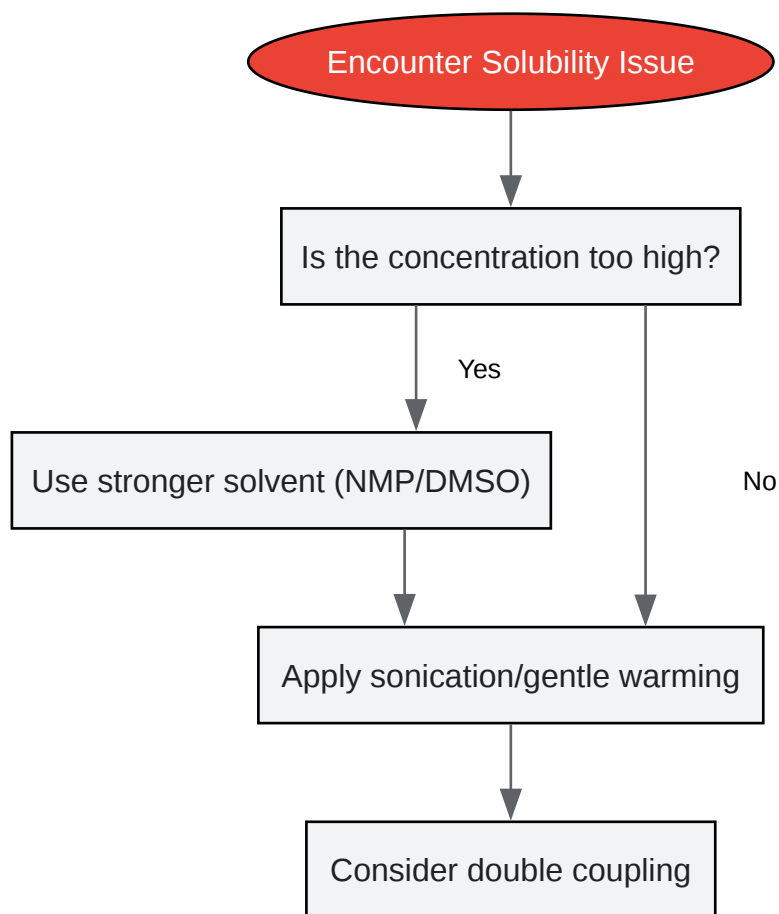 Encounter Solubility Issue
Is the concentration too high?
Yes
Use stronger solvent (NMP/DMSO)
No
Apply sonication/gentle warming
Consider double coupling